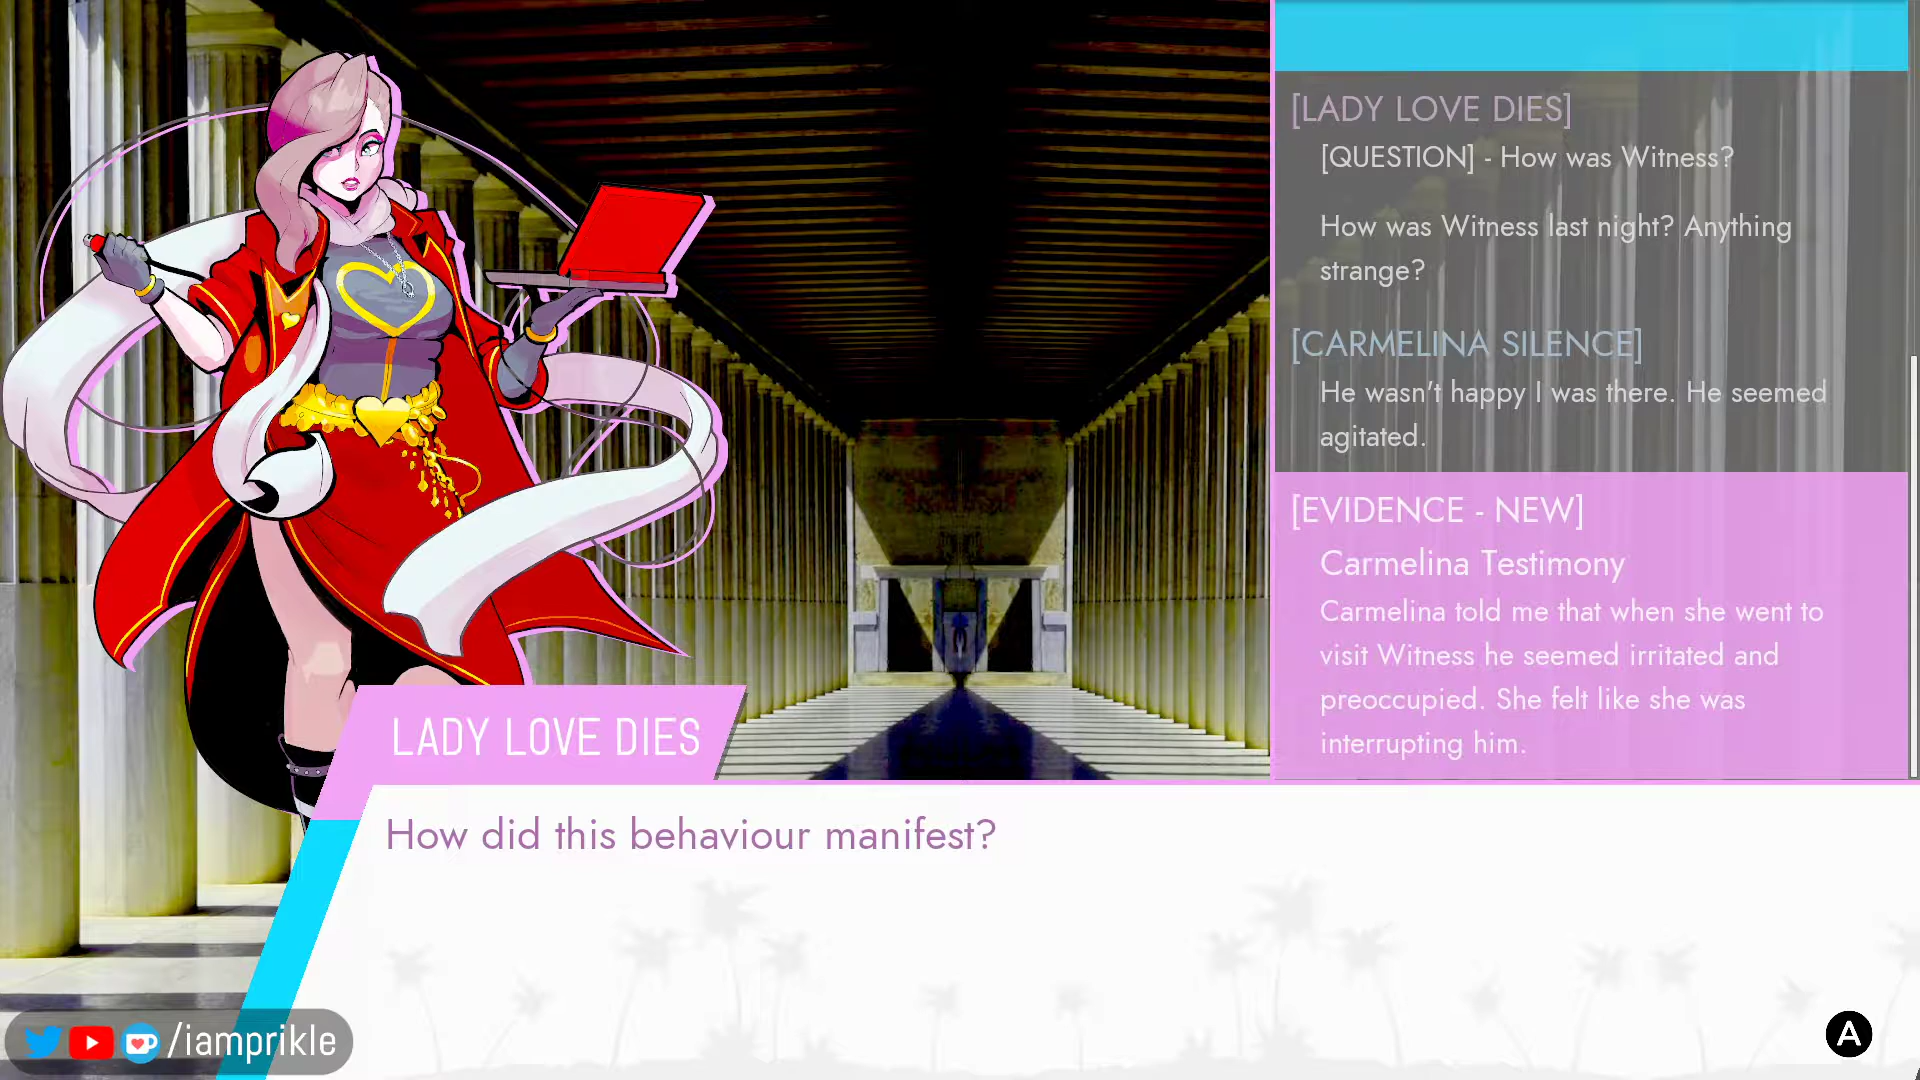 [LADY LOVE DIES]
[QUESTION] - How was Witness?
How was Witness last night? Anything
strange?
[CARMELINA SILENCE]
He wasn't happy I was there. He seemed
agitated.
[EVIDENCE - NEW]
Carmelina Testimony
Carmelina told me that when she went to
visit Witness he seemed irritated and
preoccupied. She felt like she was
interrupting him.
LADY LOVE DIES
How did this behaviour manifest?
/iamprikle
A